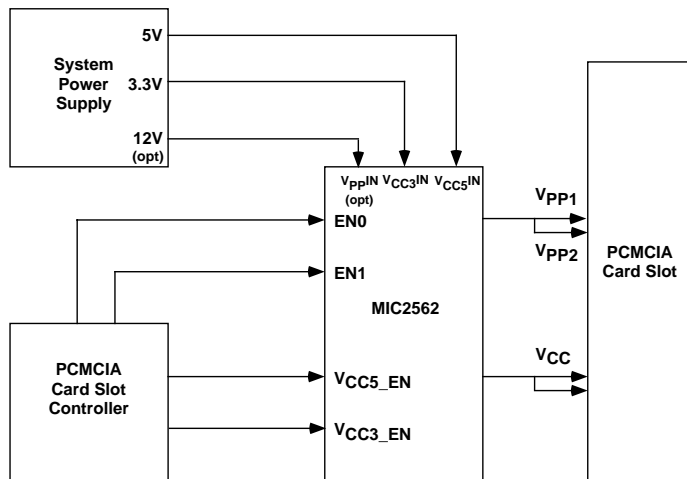 System
Power
Supply
5V
3.3V
12V
(opt)
VPPIN
(opt)
VCC3IN
VCC5IN
EN0
EN1
MIC2562
VCC5_EN
VCC3_EN
VPP1
VPP2
VCC
PCMCIA
Card Slot
PCMCIA
Card Slot
Controller